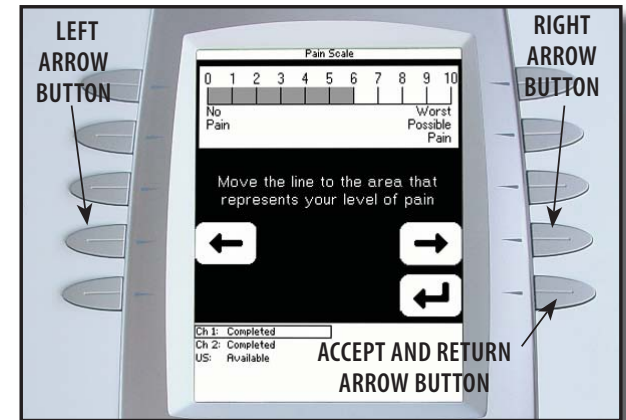 LEFT
ARROW
BUTTON
RIGHT
ARROW
BUTTON
Pain Scale
0 1 2 3 4 5 6 7 8 9 10
No
Pain
Worst
Possible
Pain
Move the line to the area that
represents your level of pain
Ch 1: Completed
Ch 2: Completed
US: Available
ACCEPT AND RETURN
ARROW BUTTON